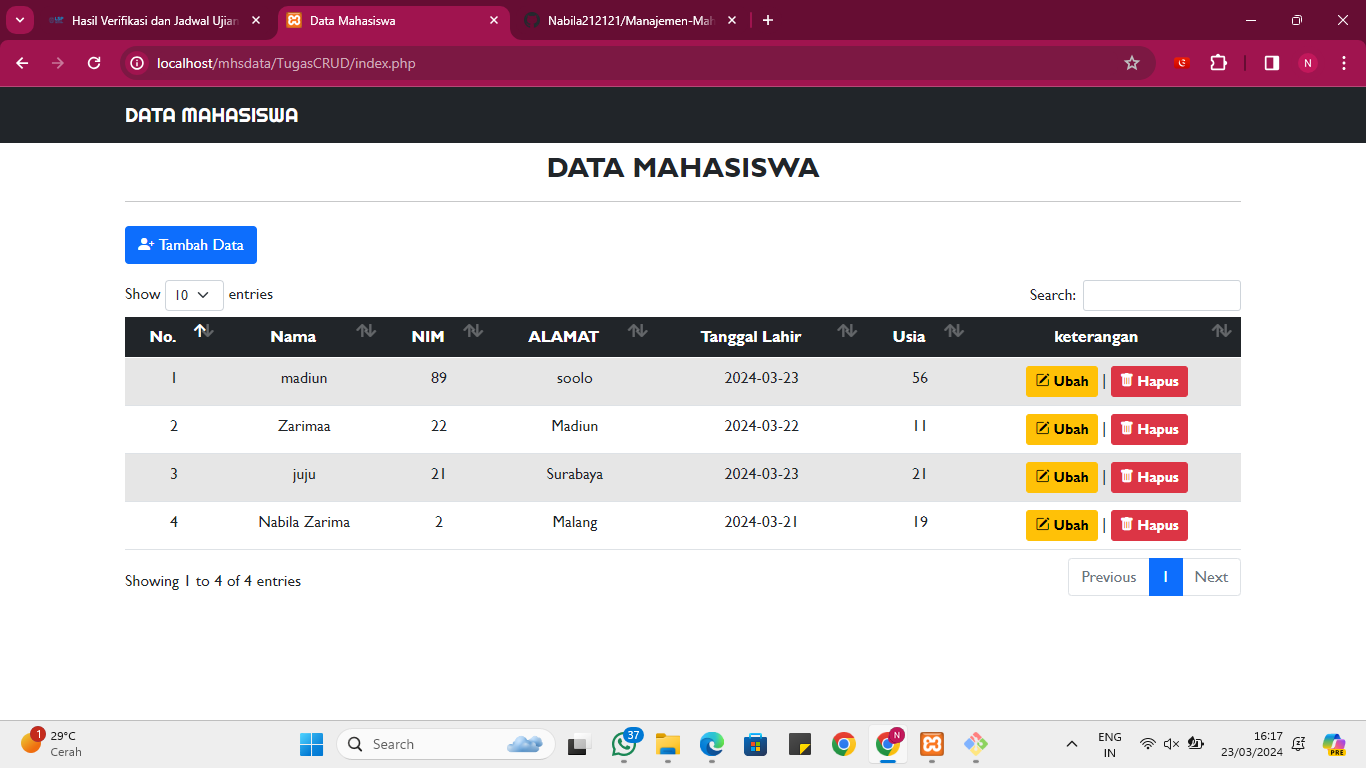 Hasil Verifikasi dan Jadwal Ujian
Data Mahasiswa
Nabila212121/Manajemen-Mah
localhost/mhsdata/TugasCRUD/index.php
N
DATA MAHASISWA
DATA MAHASISWA
Tambah Data
Show 10 entries
Search:
No. Nama NIM ALAMAT Tanggal Lahir Usia keterangan
1 madiun 89 soolo 2024-03-23 56 Ubah | Hapus
2 Zarimaa 22 Madiun 2024-03-22 11 Ubah | Hapus
3 juju 21 Surabaya 2024-03-23 21 Ubah | Hapus
4 Nabila Zarima 2 Malang 2024-03-21 19 Ubah | Hapus
Showing 1 to 4 of 4 entries
Previous 1 Next
1
29°C
Cerah
Search
37
N
ENG
IN
16:17
23/03/2024
PRE